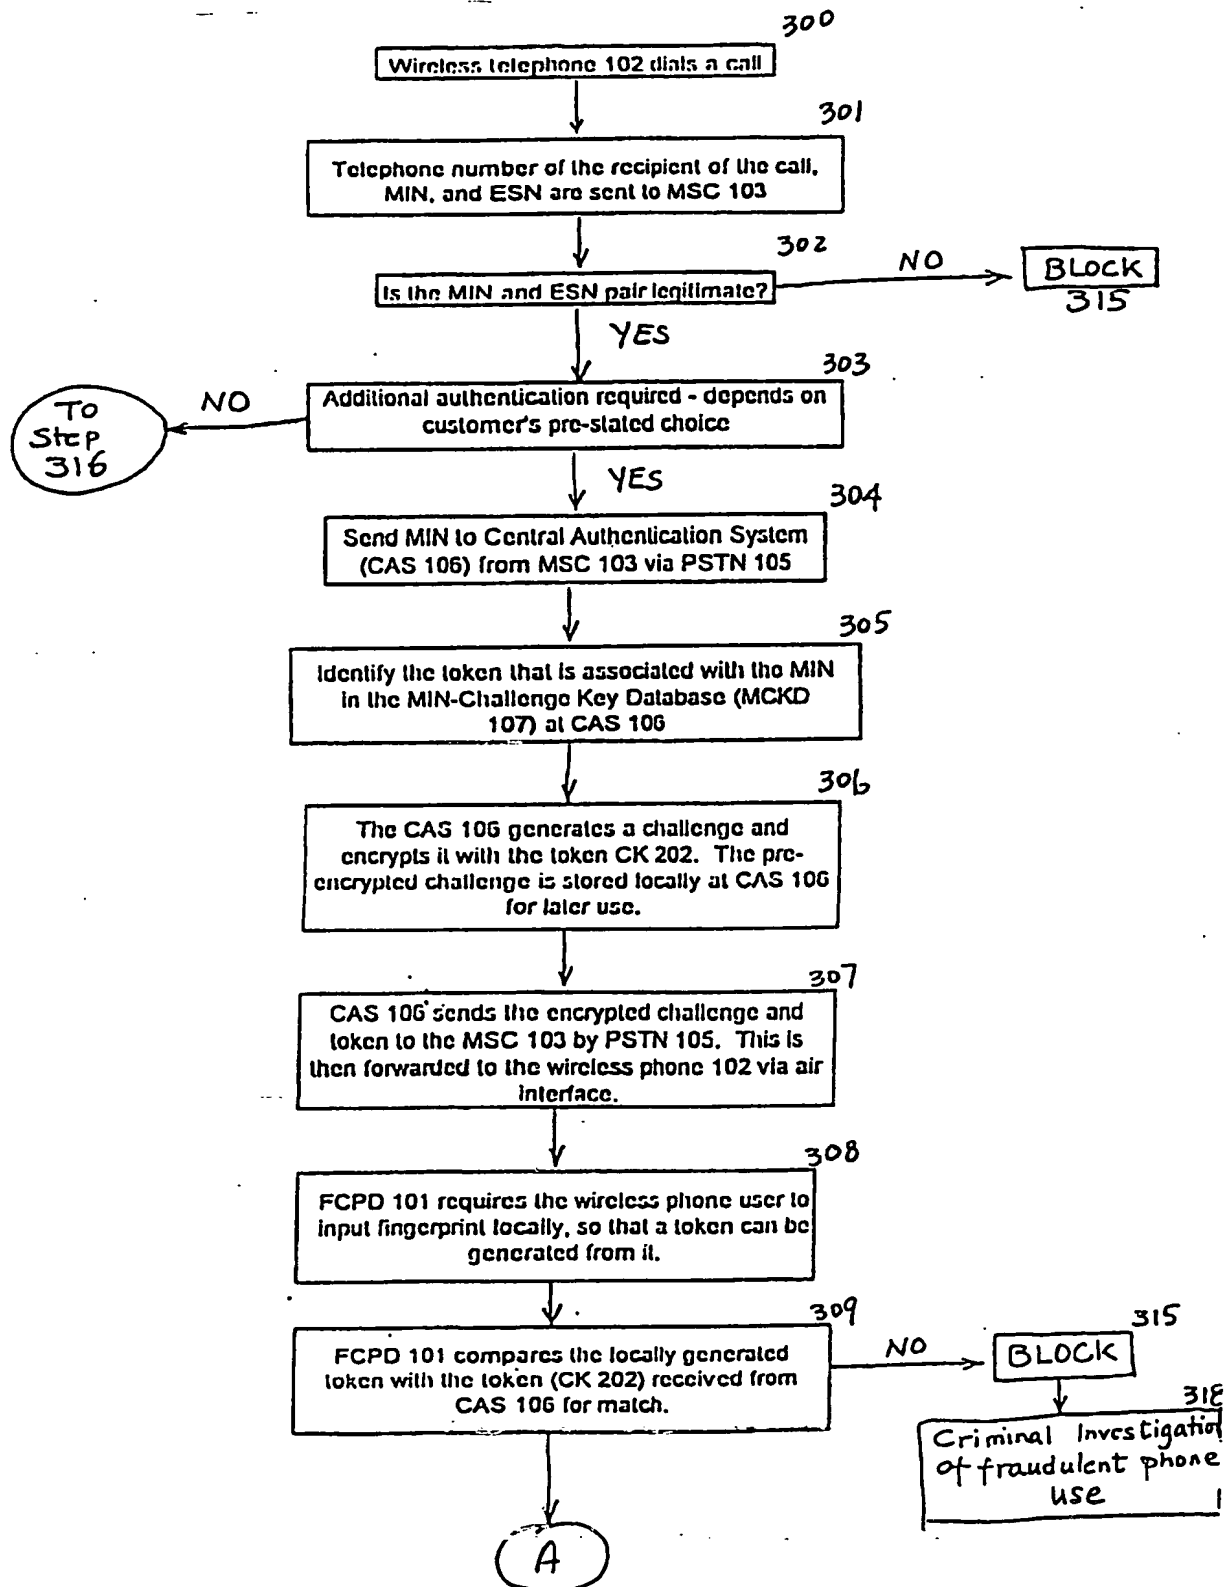 300
Wireless telephone 102 dials a call
301
Telephone number of the recipient of the call,
MIN, and ESN are sent to MSC 103
302
Is the MIN and ESN pair legitimate?
NO
BLOCK
315
YES
303
Additional authentication required - depends on
customer's pre-stated choice
NO
TO
Step
316
YES
304
Send MIN to Central Authentication System
(CAS 106) from MSC 103 via PSTN 105
305
Identify the token that is associated with the MIN
in the MIN-Challenge Key Database (MCKD
107) at CAS 106
306
The CAS 106 generates a challenge and
encrypts it with the token CK 202. The pre-
encrypted challenge is stored locally at CAS 106
for later use.
307
CAS 106 sends the encrypted challenge and
token to the MSC 103 by PSTN 105. This is
then forwarded to the wireless phone 102 via air
interface.
308
FCPD 101 requires the wireless phone user to
input fingerprint locally, so that a token can be
generated from it.
309
FCPD 101 compares the locally generated
token with the token (CK 202) received from
CAS 106 for match.
NO
315
BLOCK
318
Criminal Investigation
of fraudulent phone
use
A